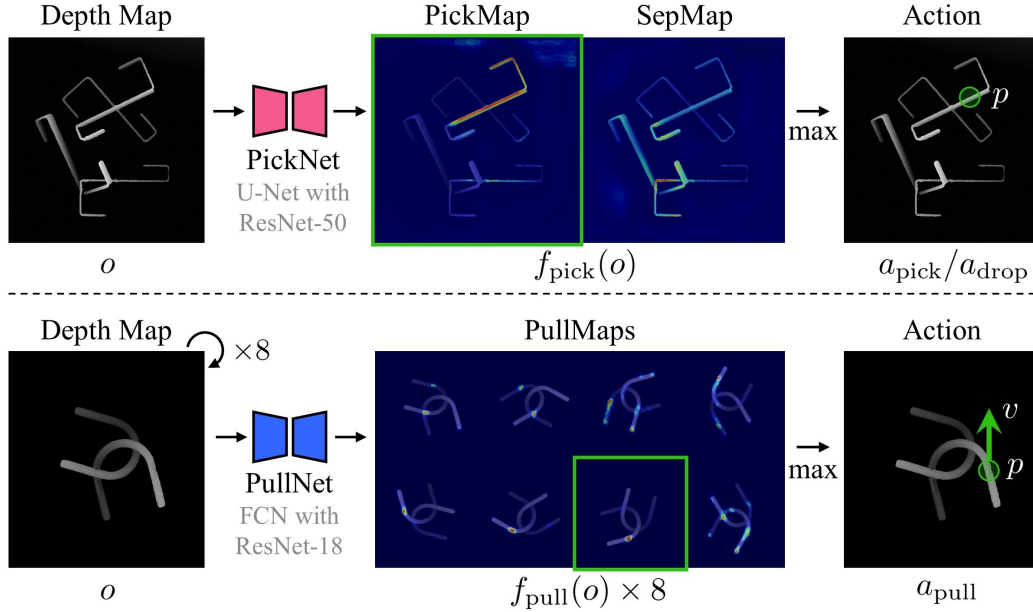 Depth Map
PickMap
SepMap
Action
PickNet
U-Net with
ResNet-50
p
max
o
f_pick(o)
a_pick/a_drop
Depth Map
PullMaps
Action
×8
PullNet
FCN with
ResNet-18
v
p
max
o
f_pull(o) × 8
a_pull